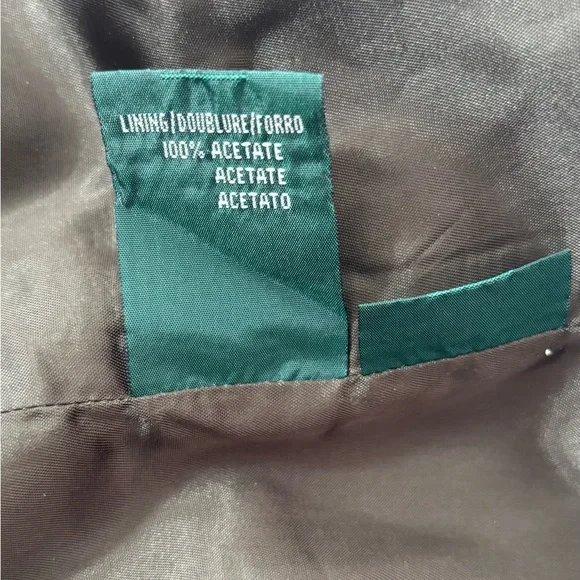 LINING/DOUBLURE/FORRO
100% ACETATE
ACETATE
ACETATO